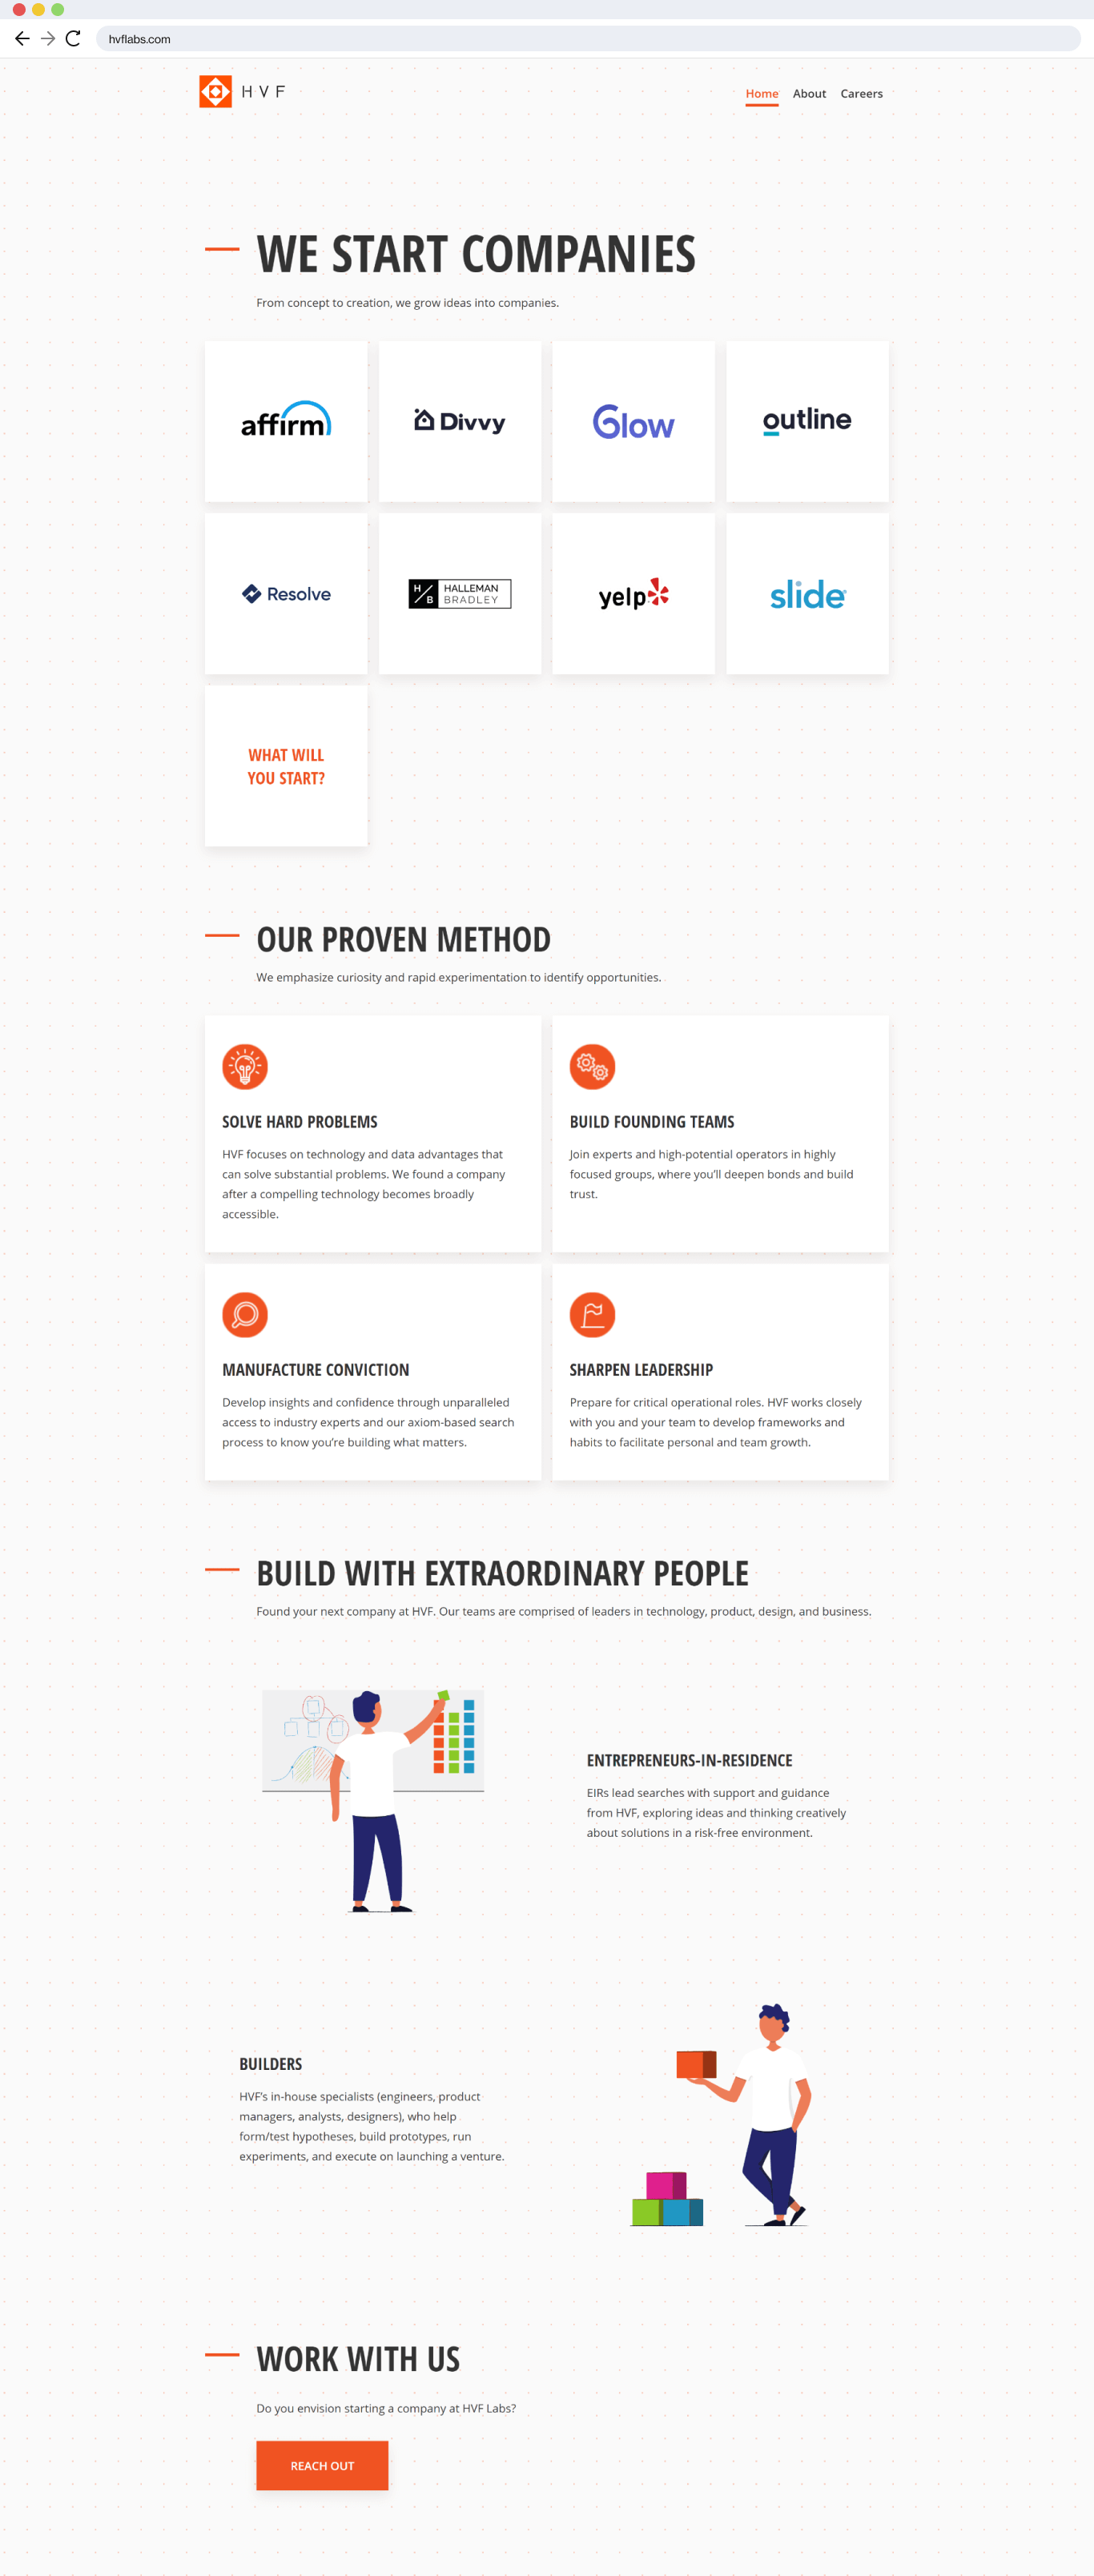 hvflabs.com
HVF
Home About Careers
WE START COMPANIES
From concept to creation, we grow ideas into companies.
affirm
Divvy
Glow
outline
Resolve
H/B HALLEMAN
BRADLEY
yelp
slide
WHAT WILL
YOU START?
OUR PROVEN METHOD
We emphasize curiosity and rapid experimentation to identify opportunities.
SOLVE HARD PROBLEMS
HVF focuses on technology and data advantages that
can solve substantial problems. We found a company
after a compelling technology becomes broadly
accessible.
BUILD FOUNDING TEAMS
Join experts and high-potential operators in highly
focused groups, where you’ll deepen bonds and build
trust.
MANUFACTURE CONVICTION
Develop insights and confidence through unparalleled
access to industry experts and our axiom-based search
process to know you’re building what matters.
SHARPEN LEADERSHIP
Prepare for critical operational roles. HVF works closely
with you and your team to develop frameworks and
habits to facilitate personal and team growth.
BUILD WITH EXTRAORDINARY PEOPLE
Found your next company at HVF. Our teams are comprised of leaders in technology, product, design, and business.
ENTREPRENEURS-IN-RESIDENCE
EIRs lead searches with support and guidance
from HVF, exploring ideas and thinking creatively
about solutions in a risk-free environment.
BUILDERS
HVF’s in-house specialists (engineers, product
managers, analysts, designers), who help
form/test hypotheses, build prototypes, run
experiments, and execute on launching a venture.
WORK WITH US
Do you envision starting a company at HVF Labs?
REACH OUT